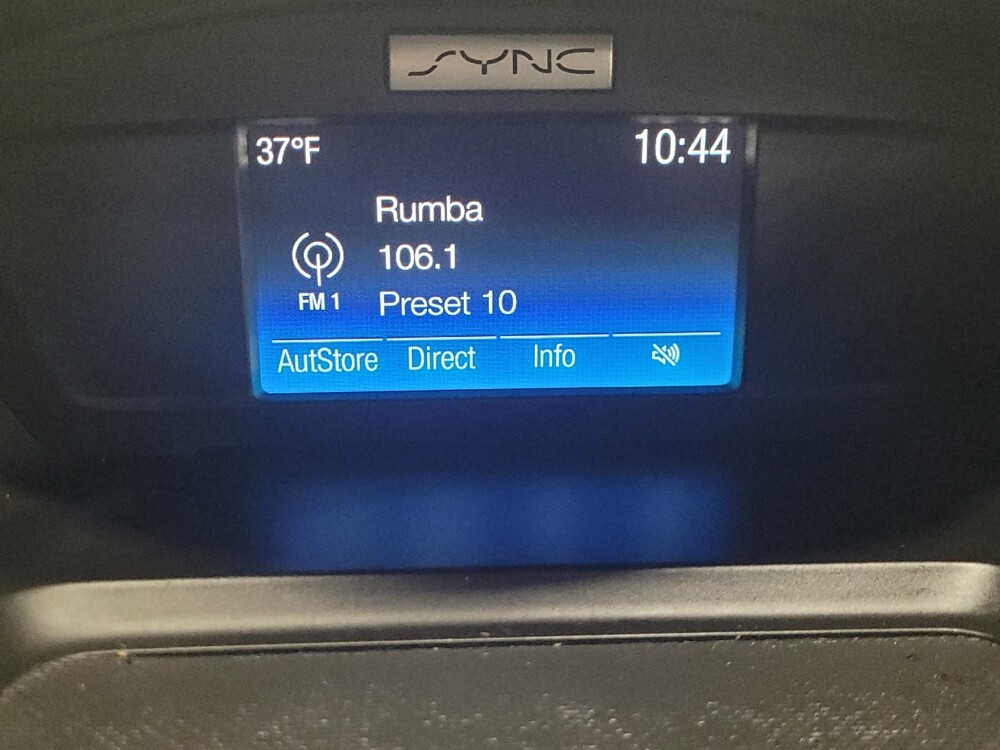 SYNC
37°F 10:44
Rumba
106.1
FM 1 Preset 10
AutStore Direct Info